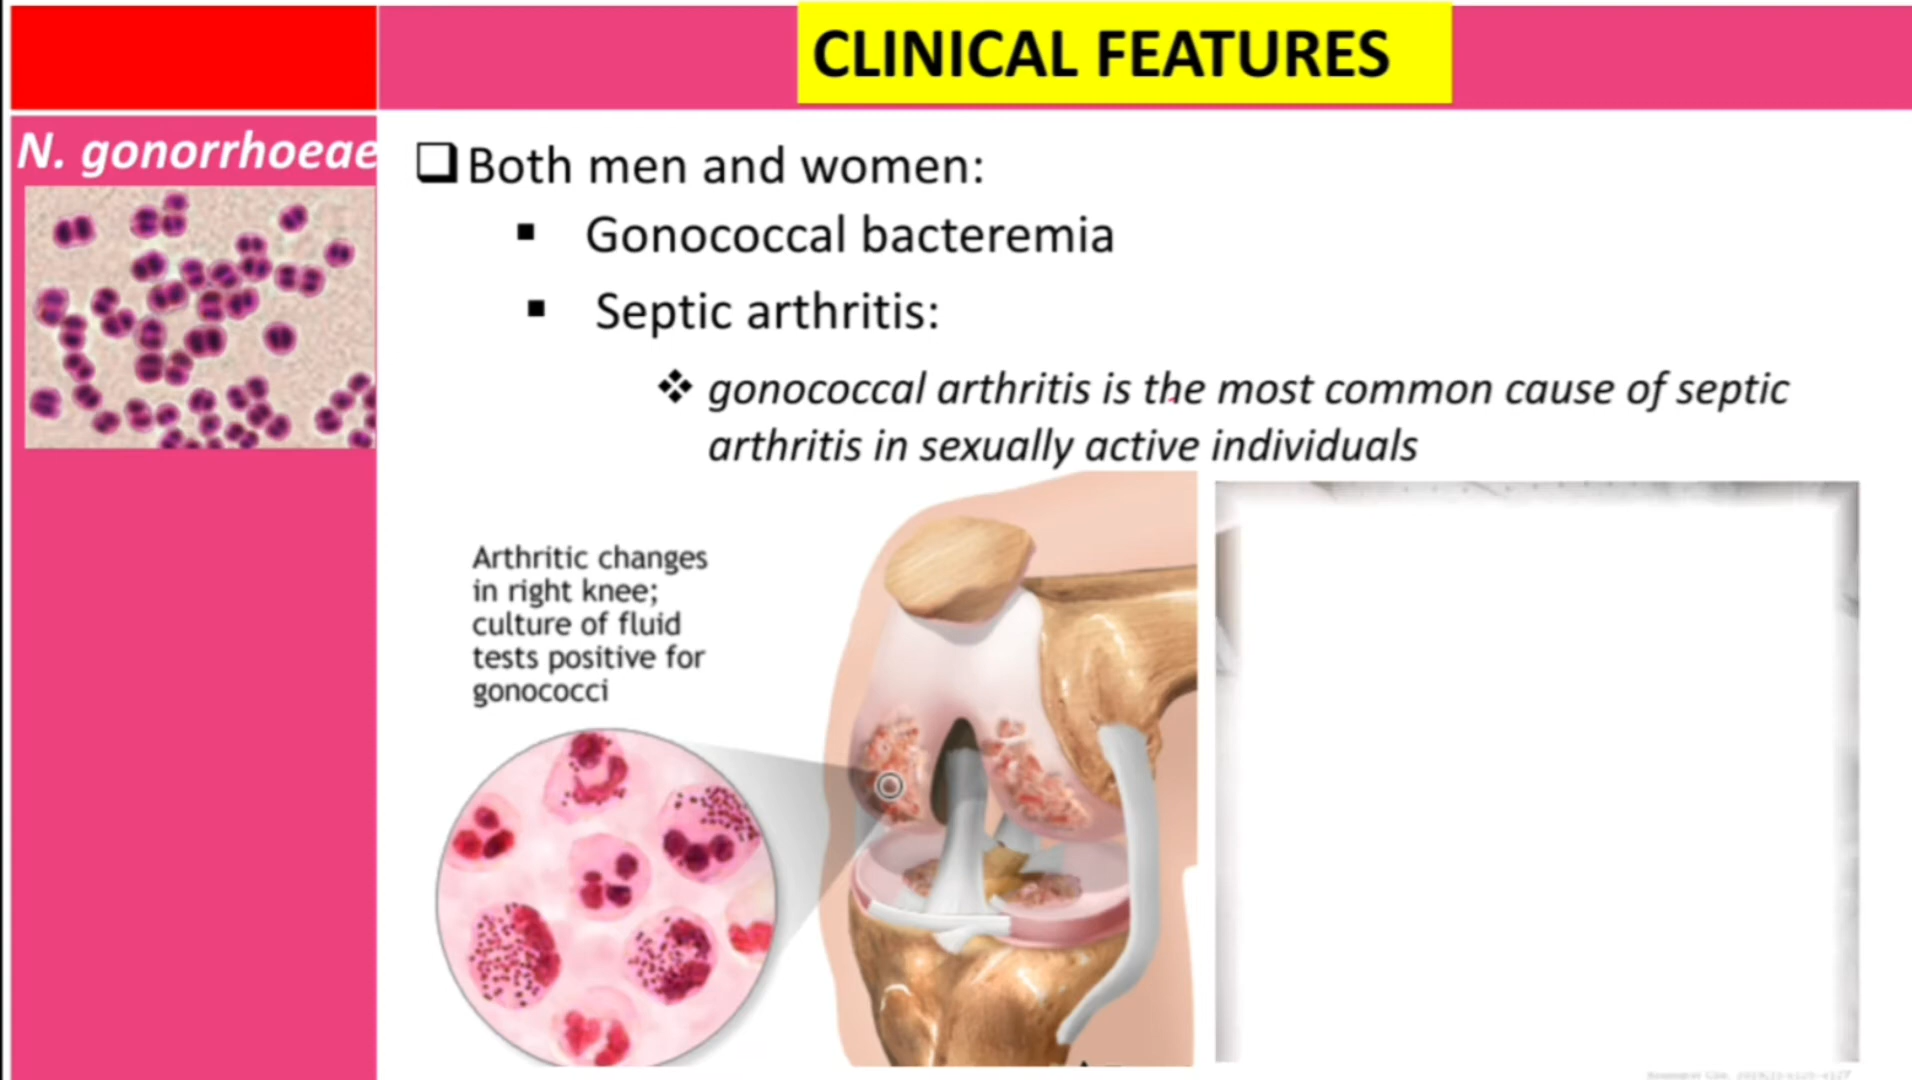 CLINICAL FEATURES
N. gonorrhoeae
Both men and women:
Gonococcal bacteremia
Septic arthritis:
gonococcal arthritis is the most common cause of septic
arthritis in sexually active individuals
Arthritic changes
in right knee;
culture of fluid
tests positive for
gonococci